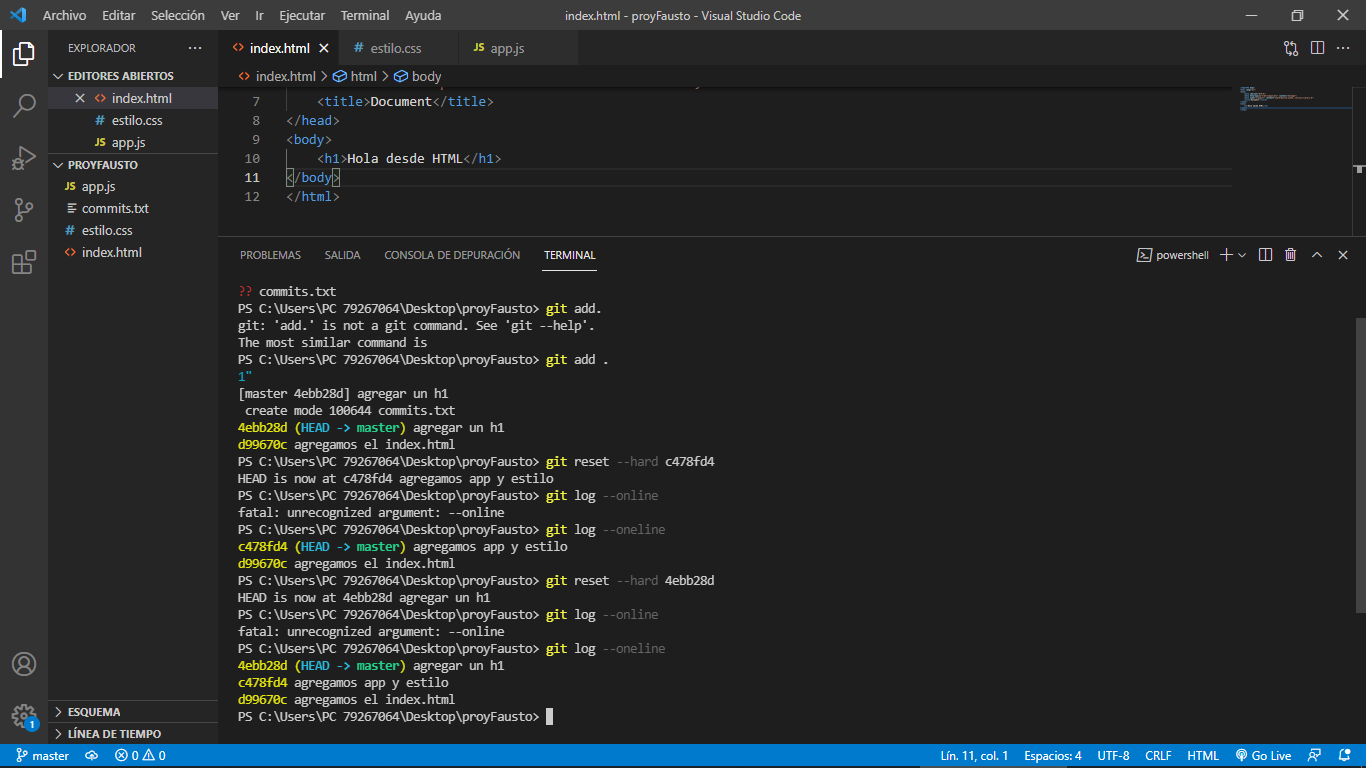 Archivo Editar Selección Ver Ir Ejecutar Terminal Ayuda
index.html - proyFausto - Visual Studio Code
EXPLORADOR
EDITORES ABIERTOS
index.html
# estilo.css
JS app.js
PROYFAUSTO
JS app.js
commits.txt
# estilo.css
index.html
ESQUEMA
LÍNEA DE TIEMPO
index.html # estilo.css JS app.js
index.html > html > body
7 <title>Document</title>
8 </head>
9 <body>
10 <h1>Hola desde HTML</h1>
11 </body>
12 </html>
PROBLEMAS SALIDA CONSOLA DE DEPURACIÓN TERMINAL
powershell
?? commits.txt
PS C:\Users\PC 79267064\Desktop\proyFausto> git add.
git: 'add.' is not a git command. See 'git --help'.
The most similar command is
PS C:\Users\PC 79267064\Desktop\proyFausto> git add .
1"
[master 4ebb28d] agregar un h1
create mode 100644 commits.txt
4ebb28d (HEAD -> master) agregar un h1
d99670c agregamos el index.html
PS C:\Users\PC 79267064\Desktop\proyFausto> git reset --hard c478fd4
HEAD is now at c478fd4 agregamos app y estilo
PS C:\Users\PC 79267064\Desktop\proyFausto> git log --online
fatal: unrecognized argument: --online
PS C:\Users\PC 79267064\Desktop\proyFausto> git log --oneline
c478fd4 (HEAD -> master) agregamos app y estilo
d99670c agregamos el index.html
PS C:\Users\PC 79267064\Desktop\proyFausto> git reset --hard 4ebb28d
HEAD is now at 4ebb28d agregar un h1
PS C:\Users\PC 79267064\Desktop\proyFausto> git log --online
fatal: unrecognized argument: --online
PS C:\Users\PC 79267064\Desktop\proyFausto> git log --oneline
4ebb28d (HEAD -> master) agregar un h1
c478fd4 agregamos app y estilo
d99670c agregamos el index.html
PS C:\Users\PC 79267064\Desktop\proyFausto>
1
master 0 0
Lín. 11, col. 1 Espacios: 4 UTF-8 CRLF HTML Go Live